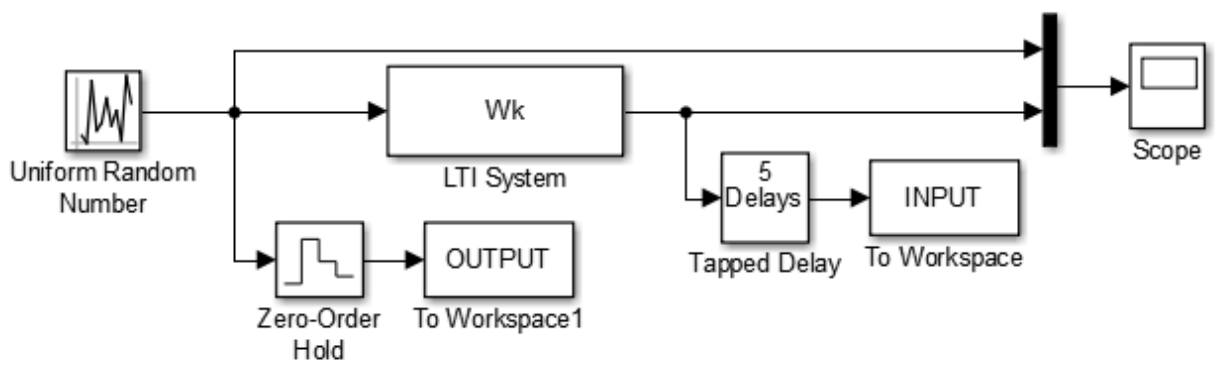 Uniform Random
Number
Wk
LTI System
Scope
5
Delays
Tapped Delay
INPUT
To Workspace
Zero-Order
Hold
OUTPUT
To Workspace1